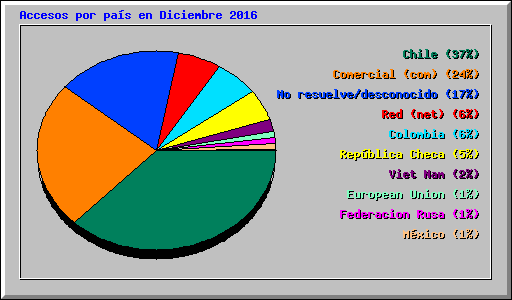 Accesos por país en Diciembre 2016
Chile (37%)
Comercial (com) (24%)
No resuelve/desconocido (17%)
Red (net) (6%)
Colombia (6%)
República Checa (5%)
Viet Nam (2%)
European Union (1%)
Federacion Rusa (1%)
México (1%)